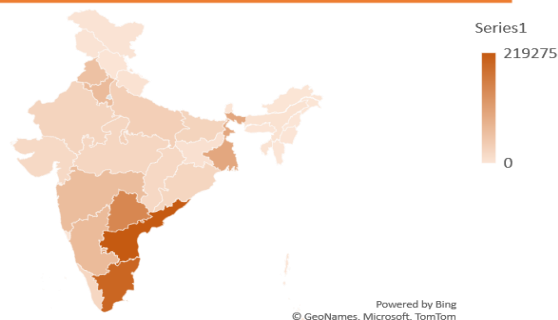 Series1
219275
0
Powered by Bing
© GeoNames, Microsoft, TomTom